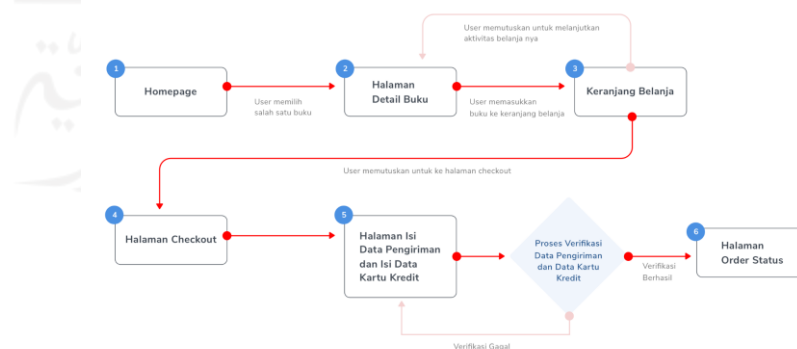 User memutuskan untuk melanjutkan
aktivitas belanja nya
1
Homepage
User memilih
salah satu buku
2
Halaman
Detail Buku
User memasukkan
buku ke keranjang belanja
3
Keranjang Belanja
User memutuskan untuk ke halaman checkout
4
Halaman Checkout
5
Halaman Isi
Data Pengiriman
dan Isi Data
Kartu Kredit
Proses Verifikasi
Data Pengiriman
dan Data Kartu
Kredit
Verifikasi
Berhasil
6
Halaman
Order Status
Verifikasi Gagal